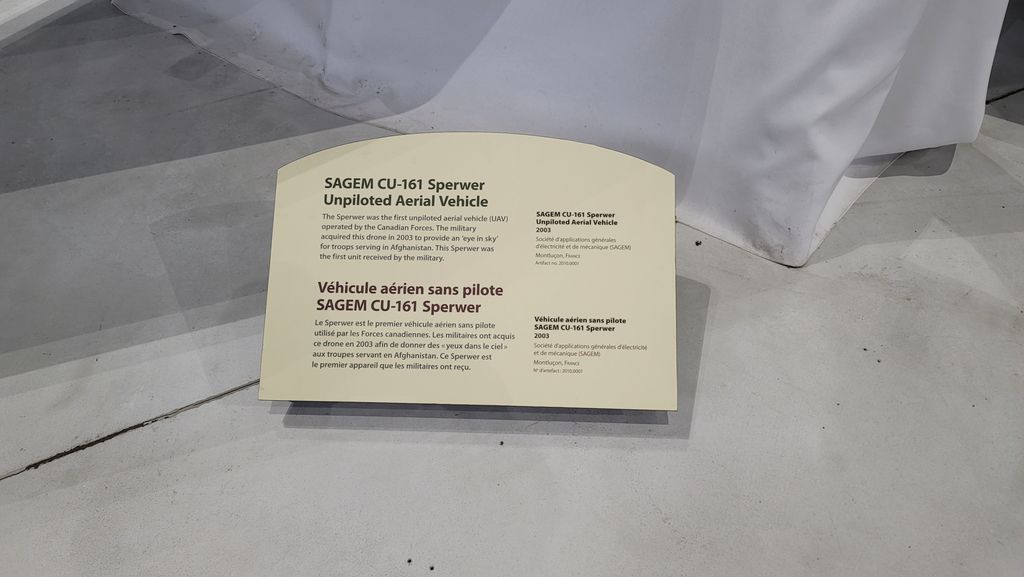 SAGEM CU-161 Sperwer
Unpiloted Aerial Vehicle
The Sperwer was the first unpiloted aerial vehicle (UAV)
operated by the Canadian Forces. The military
acquired this drone in 2003 to provide an 'eye in sky'
for troops serving in Afghanistan. This Sperwer was
the first unit received by the military.
Véhicule aérien sans pilote
SAGEM CU-161 Sperwer
Le Sperwer est le premier véhicule aérien sans pilote
utilisé par les Forces canadiennes. Les militaires ont acquis
ce drone en 2003 afin de donner des « yeux dans le ciel »
aux troupes servant en Afghanistan. Ce Sperwer est
le premier appareil que les militaires ont reçu.
SAGEM CU-161 Sperwer
Unpiloted Aerial Vehicle
2003
Société d'applications générales
d'électricité et de mécanique (SAGEM)
Montluçon, France
Artifact no. 2010.0001
Véhicule aérien sans pilote
SAGEM CU-161 Sperwer
2003
Société d'applications générales d'électricité
et de mécanique (SAGEM)
Montluçon, France
N° d'artefact : 2010.0001